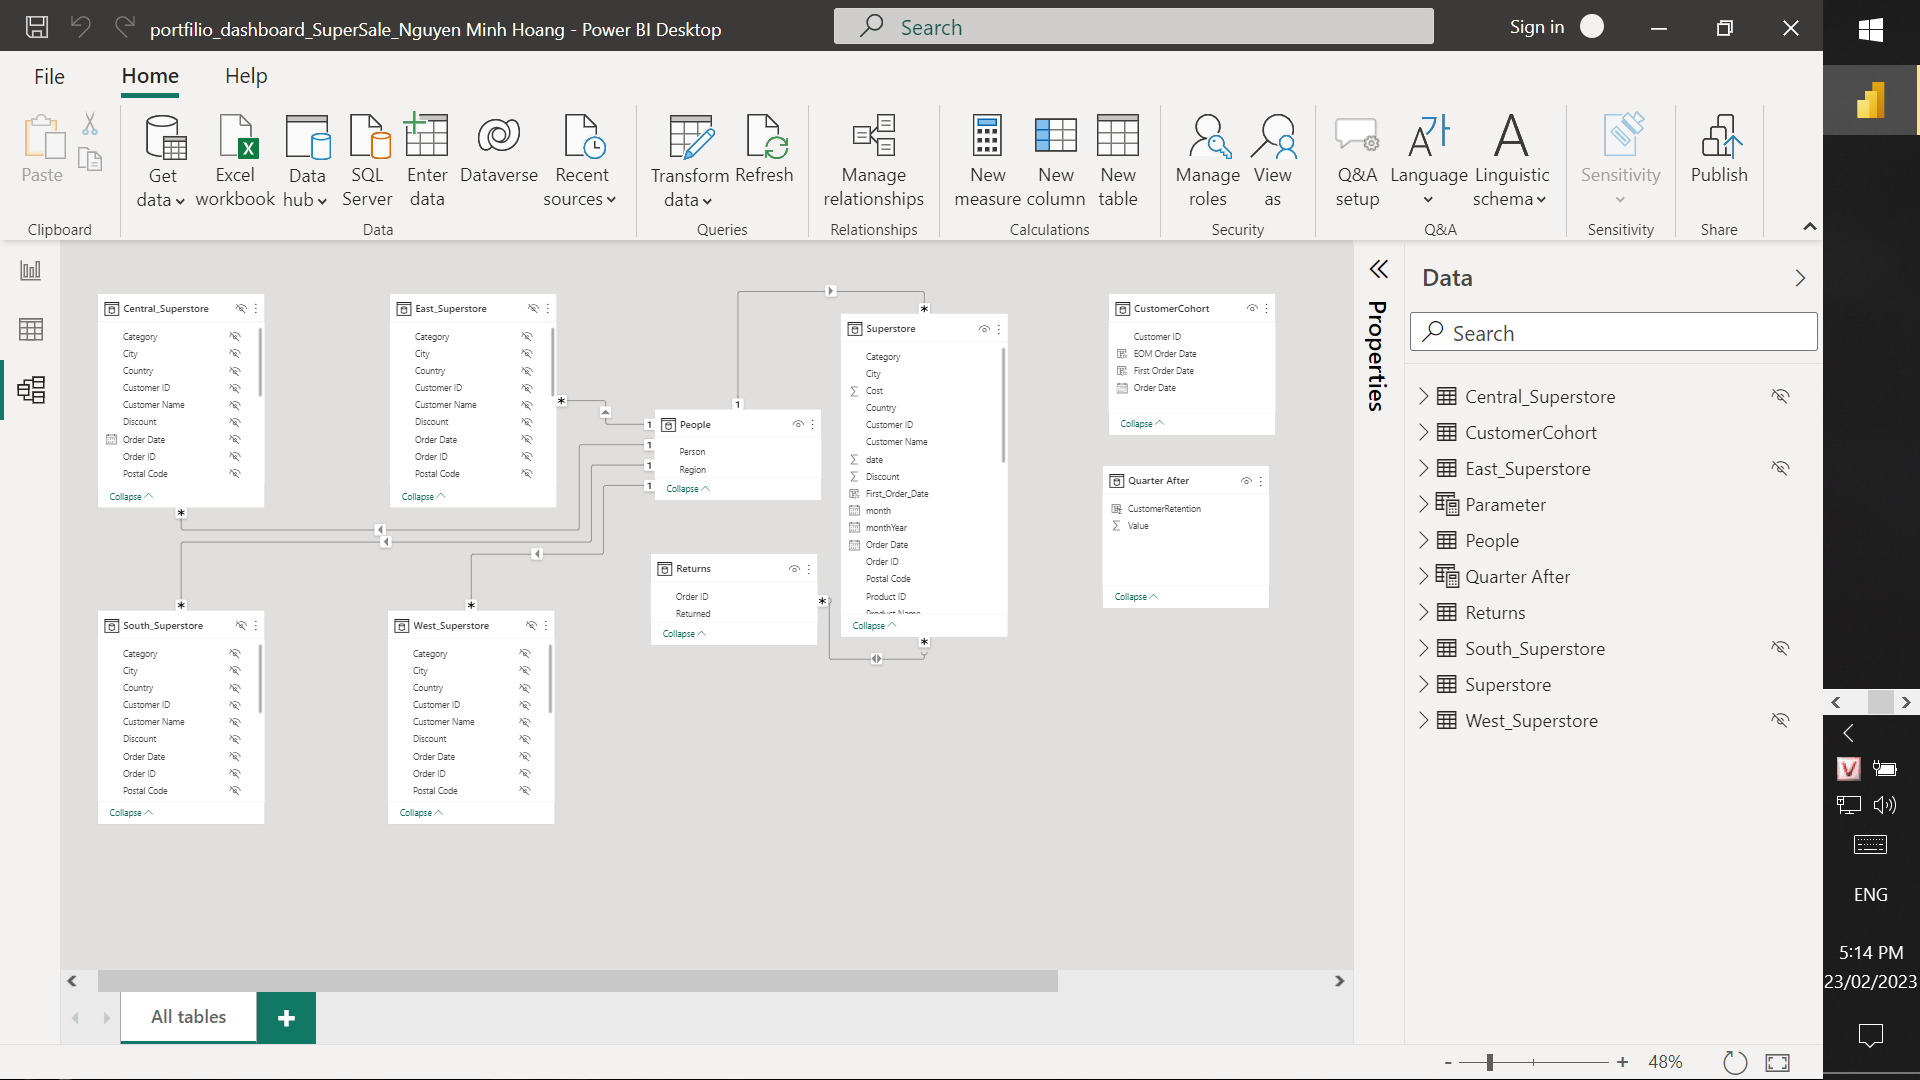 portfilio_dashboard_SuperSale_Nguyen Minh Hoang - Power BI Desktop
Search
Sign in
File
Home
Help
Paste
Get data
Excel workbook
Data hub
SQL Server
Enter data
Dataverse
Recent sources
Transform data
Refresh
Manage relationships
New measure
New column
New table
Manage roles
View as
Q&A setup
Language
Linguistic schema
Sensitivity
Publish
Clipboard
Data
Queries
Relationships
Calculations
Security
Q&A
Sensitivity
Share
Central_Superstore
Category
City
Country
Customer ID
Customer Name
Discount
Order Date
Order ID
Postal Code
Collapse
East_Superstore
Category
City
Country
Customer ID
Customer Name
Discount
Order Date
Order ID
Postal Code
Collapse
*
1
1
1
1
1
People
Person
Region
Collapse
*
Superstore
Category
City
Cost
Country
Customer ID
Customer Name
date
Discount
First_Order_Date
month
monthYear
Order Date
Order ID
Postal Code
Product ID
Product Name
Collapse
*
CustomerCohort
Customer ID
EOM Order Date
First Order Date
Order Date
Collapse
Quarter After
CustomerRetention
Value
Collapse
Returns
Order ID
Returned
Collapse
*
*
*
*
South_Superstore
Category
City
Country
Customer ID
Customer Name
Discount
Order Date
Order ID
Postal Code
Collapse
West_Superstore
Category
City
Country
Customer ID
Customer Name
Discount
Order Date
Order ID
Postal Code
Collapse
Properties
Data
Search
Central_Superstore
CustomerCohort
East_Superstore
Parameter
People
Quarter After
Returns
South_Superstore
Superstore
West_Superstore
All tables
+
-
+
48%
V
ENG
5:14 PM
23/02/2023